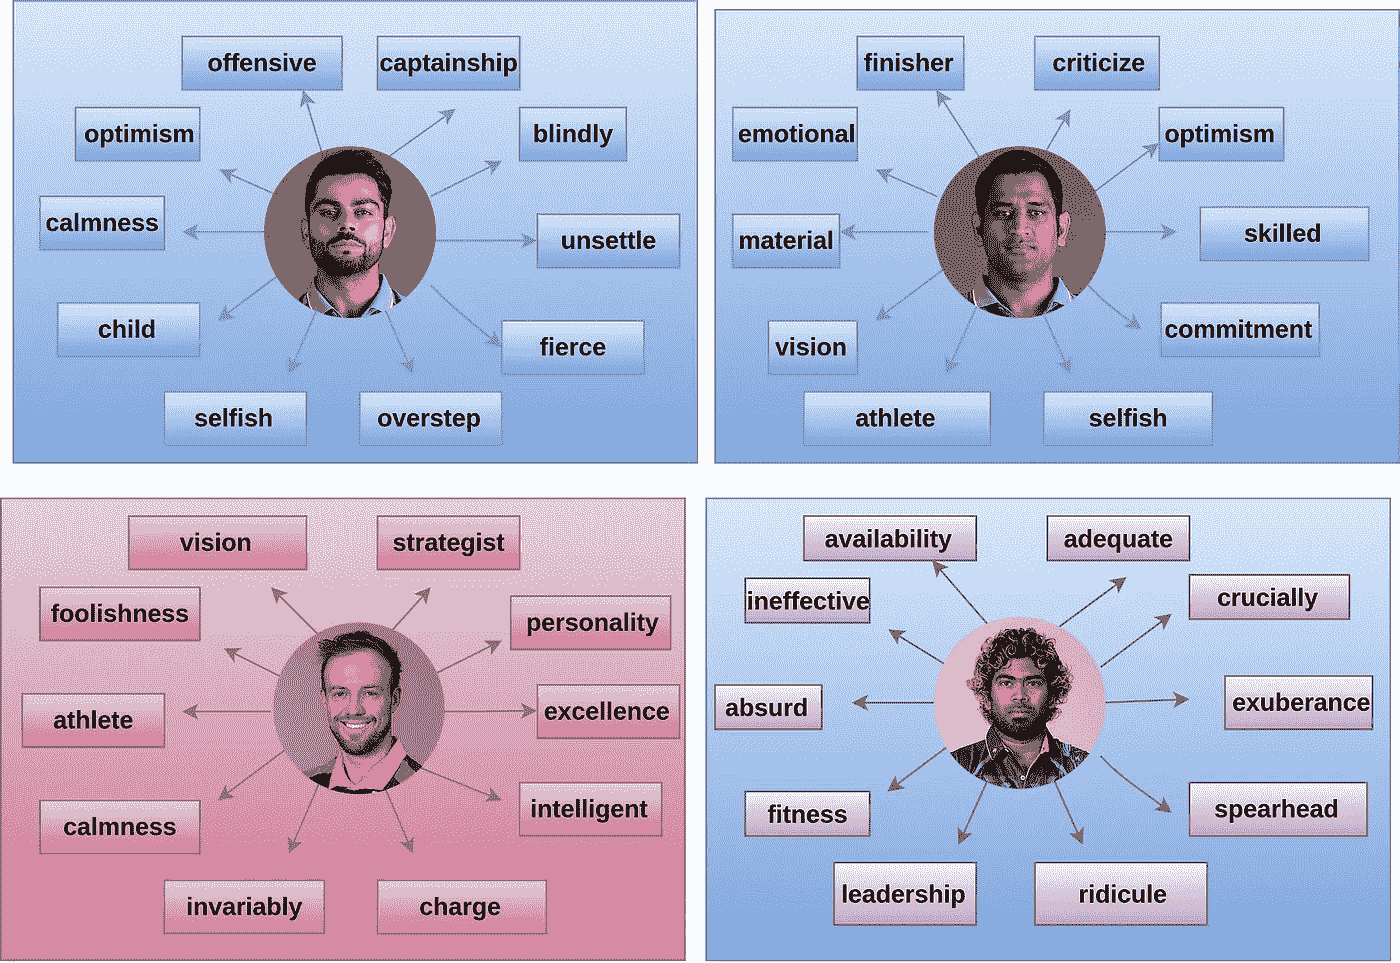 offensive
captainship
optimism
blindly
calmness
unsettle
child
fierce
selfish
overstep
finisher
criticize
emotional
optimism
material
skilled
vision
commitment
athlete
selfish
vision
strategist
foolishness
personality
athlete
excellence
calmness
intelligent
invariably
charge
availability
adequate
ineffective
crucially
absurd
exuberance
fitness
spearhead
leadership
ridicule